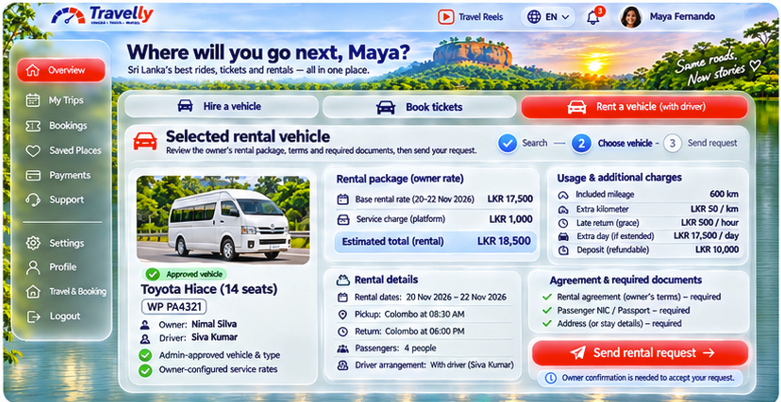 Travelly
Travel Reels
EN
3
Maya Fernando
Where will you go next, Maya?
Sri Lanka's best rides, tickets and rentals — all in one place.
Same roads.
New stories
Overview
My Trips
Bookings
Saved Places
Payments
Support
Settings
Profile
Travel & Booking
Logout
Hire a vehicle
Book tickets
Rent a vehicle (with driver)
Selected rental vehicle
Review the owner's rental package, terms and required documents, then send your request.
Search
2 Choose vehicle
3 Send request
Approved vehicle
Toyota Hiace (14 seats)
WP PA4321
Owner: Nimal Silva
Driver: Siva Kumar
Admin-approved vehicle & type
Owner-configured service rates
Rental package (owner rate)
Base rental rate (20–22 Nov 2026) LKR 17,500
Service charge (platform) LKR 1,000
Estimated total (rental) LKR 18,500
Rental details
Rental dates: 20 Nov 2026 – 22 Nov 2026
Pickup: Colombo at 08:30 AM
Return: Colombo at 06:00 PM
Passengers: 4 people
Driver arrangement: With driver (Siva Kumar)
Usage & additional charges
Included mileage 600 km
Extra kilometer LKR 50 / km
Late return (grace) LKR 500 / hour
Extra day (if extended) LKR 17,500 / day
Deposit (refundable) LKR 10,000
Agreement & required documents
Rental agreement (owner's terms) – required
Passenger NIC / Passport – required
Address (or stay details) – required
Send rental request →
Owner confirmation is needed to accept your request.